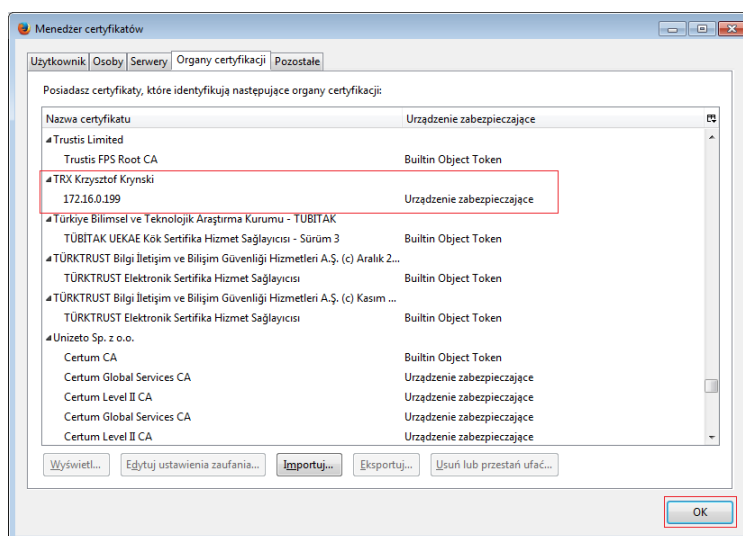 Menedżer certyfikatów
Użytkownik Osoby Serwery Organy certyfikacji Pozostałe
Posiadasz certyfikaty, które identyfikują następujące organy certyfikacji:
Nazwa certyfikatu Urządzenie zabezpieczające
Trustis Limited
Trustis FPS Root CA Builtin Object Token
TRX Krzysztof Krynski
172.16.0.199 Urządzenie zabezpieczające
Türkiye Bilimsel ve Teknolojik Araştırma Kurumu - TÜBİTAK
TÜBİTAK UEKAE Kök Sertifika Hizmet Sağlayıcısı - Sürüm 3 Builtin Object Token
TÜRKTRUST Bilgi İletişim ve Bilişim Güvenliği Hizmetleri A.Ş. (c) Aralık 2...
TÜRKTRUST Elektronik Sertifika Hizmet Sağlayıcısı Builtin Object Token
TÜRKTRUST Bilgi İletişim ve Bilişim Güvenliği Hizmetleri A.Ş. (c) Kasım ...
TÜRKTRUST Elektronik Sertifika Hizmet Sağlayıcısı Builtin Object Token
Unizeto Sp. z o.o.
Certum CA Builtin Object Token
Certum Global Services CA Urządzenie zabezpieczające
Certum Level II CA Urządzenie zabezpieczające
Certum Global Services CA Urządzenie zabezpieczające
Certum Level II CA Urządzenie zabezpieczające
Wyświetl... Edytuj ustawienia zaufania... Importuj... Eksportuj... Usuń lub przestań ufać...
OK